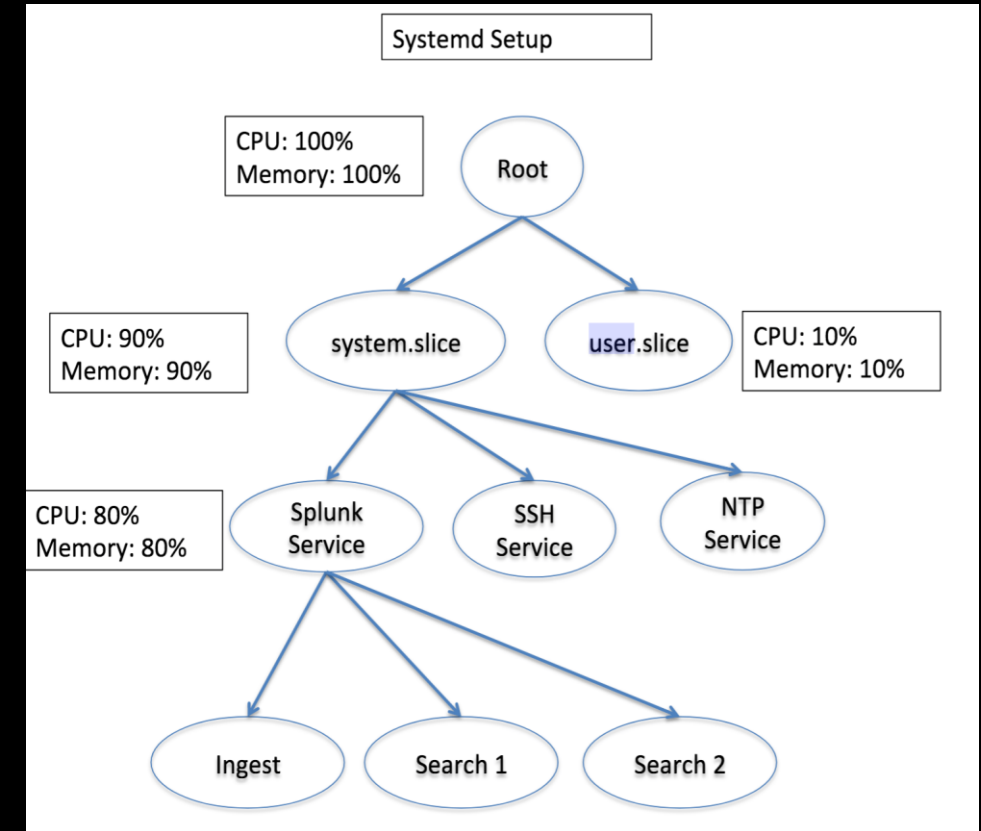 Systemd Setup
CPU: 100%
Memory: 100%
Root
CPU: 90%
Memory: 90%
system.slice
user.slice
CPU: 10%
Memory: 10%
CPU: 80%
Memory: 80%
Splunk
Service
SSH
Service
NTP
Service
Ingest
Search 1
Search 2